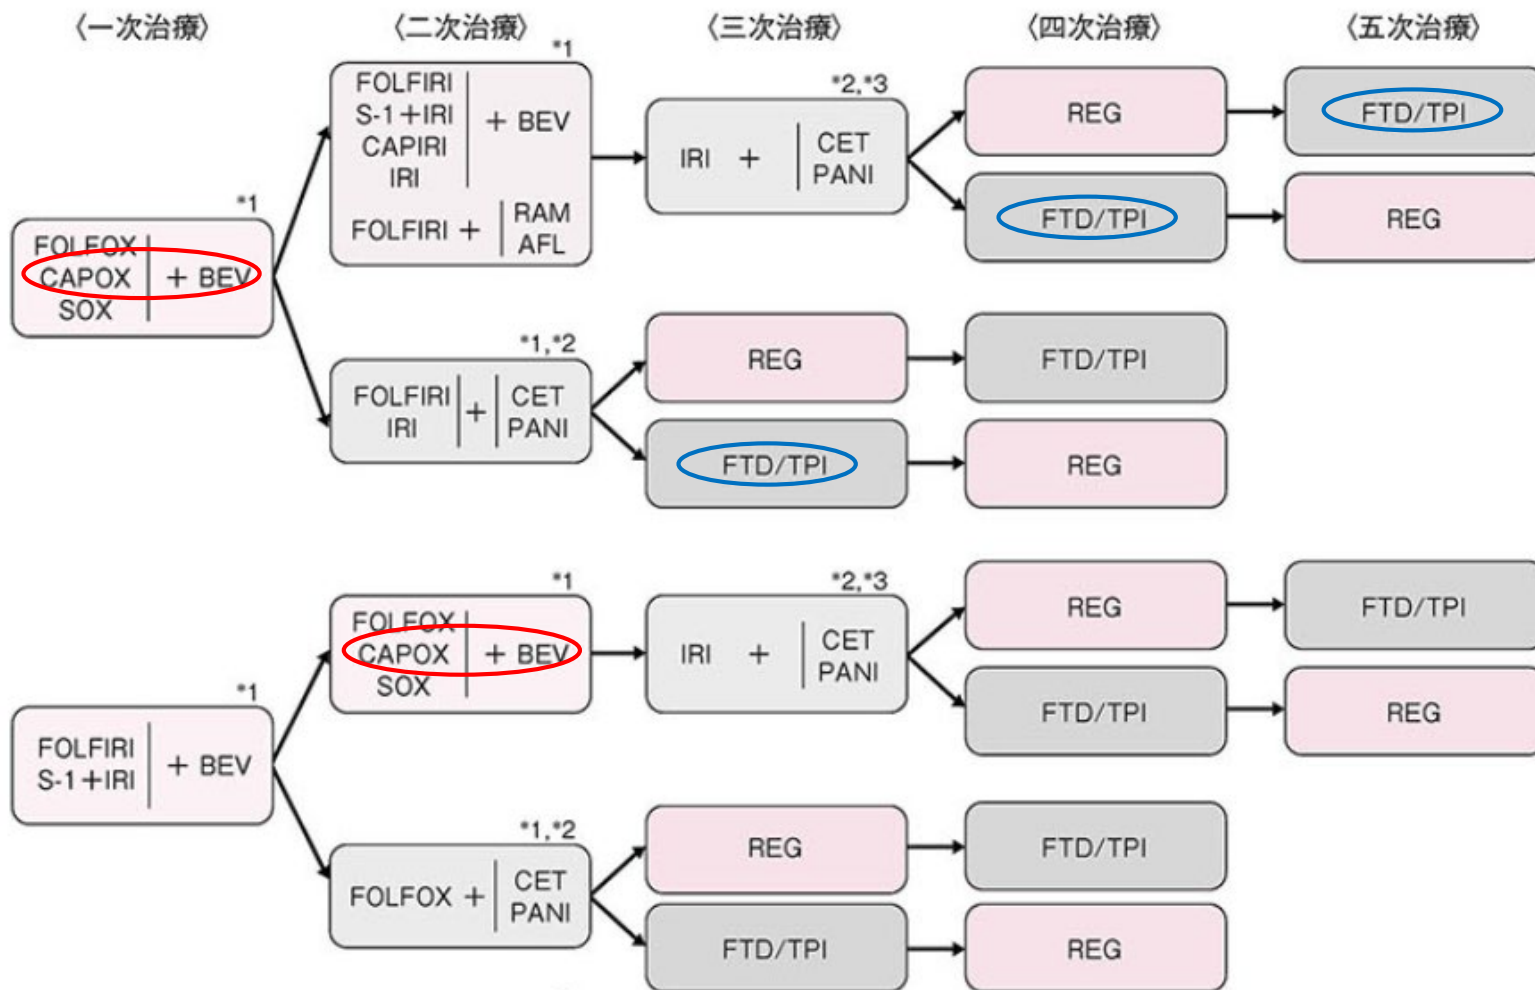 〈一次治療〉 〈二次治療〉 〈三次治療〉 〈四次治療〉 〈五次治療〉
*1
FOLFOX
CAPOX
SOX
+ BEV
*1
FOLFIRI
S-1+IRI
CAPIRI
IRI
+ BEV
FOLFIRI +
RAM
AFL
*2,*3
IRI +
CET
PANI
REG
FTD/TPI
FTD/TPI
REG
*1,*2
FOLFIRI
IRI
+
CET
PANI
REG
FTD/TPI
FTD/TPI
REG
*1
FOLFIRI
S-1+IRI
+ BEV
*1
FOLFOX
CAPOX
SOX
+ BEV
*2,*3
IRI +
CET
PANI
REG
FTD/TPI
FTD/TPI
REG
*1,*2
FOLFOX +
CET
PANI
REG
FTD/TPI
FTD/TPI
REG